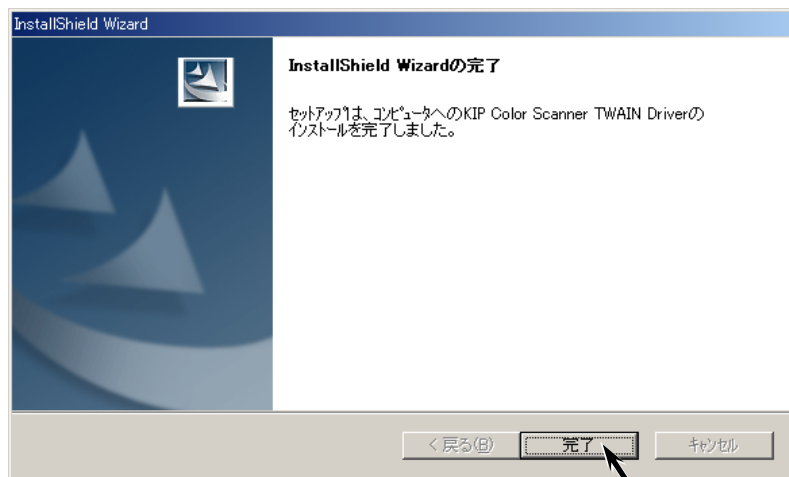 InstallShield Wizard
InstallShield Wizardの完了
セットアップは、コンピュータへのKIP Color Scanner TWAIN Driverの
インストールを完了しました。
< 戻る(B)
完了
キャンセル